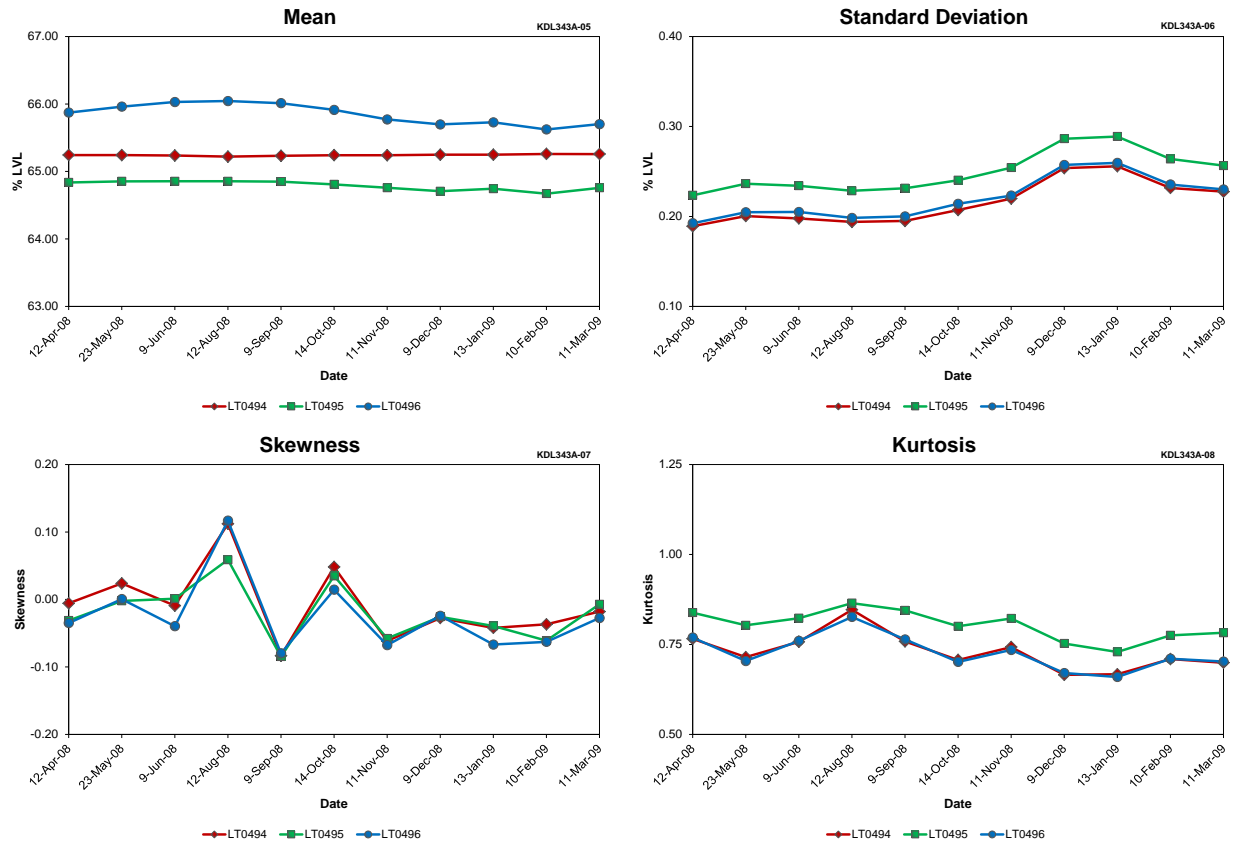 Mean
KDL343A-05
67.00
66.00
65.00
64.00
63.00
% LVL
12-Apr-08
23-May-08
9-Jun-08
12-Aug-08
9-Sep-08
14-Oct-08
11-Nov-08
9-Dec-08
13-Jan-09
10-Feb-09
11-Mar-09
Date
LT0494 LT0495 LT0496
Standard Deviation
KDL343A-06
0.40
0.30
0.20
0.10
% LVL
12-Apr-08
23-May-08
9-Jun-08
12-Aug-08
9-Sep-08
14-Oct-08
11-Nov-08
9-Dec-08
13-Jan-09
10-Feb-09
11-Mar-09
Date
LT0494 LT0495 LT0496
Skewness
KDL343A-07
0.20
0.10
0.00
-0.10
-0.20
Skewness
12-Apr-08
23-May-08
9-Jun-08
12-Aug-08
9-Sep-08
14-Oct-08
11-Nov-08
9-Dec-08
13-Jan-09
10-Feb-09
11-Mar-09
Date
LT0494 LT0495 LT0496
Kurtosis
KDL343A-08
1.25
1.00
0.75
0.50
Kurtosis
12-Apr-08
23-May-08
9-Jun-08
12-Aug-08
9-Sep-08
14-Oct-08
11-Nov-08
9-Dec-08
13-Jan-09
10-Feb-09
11-Mar-09
Date
LT0494 LT0495 LT0496